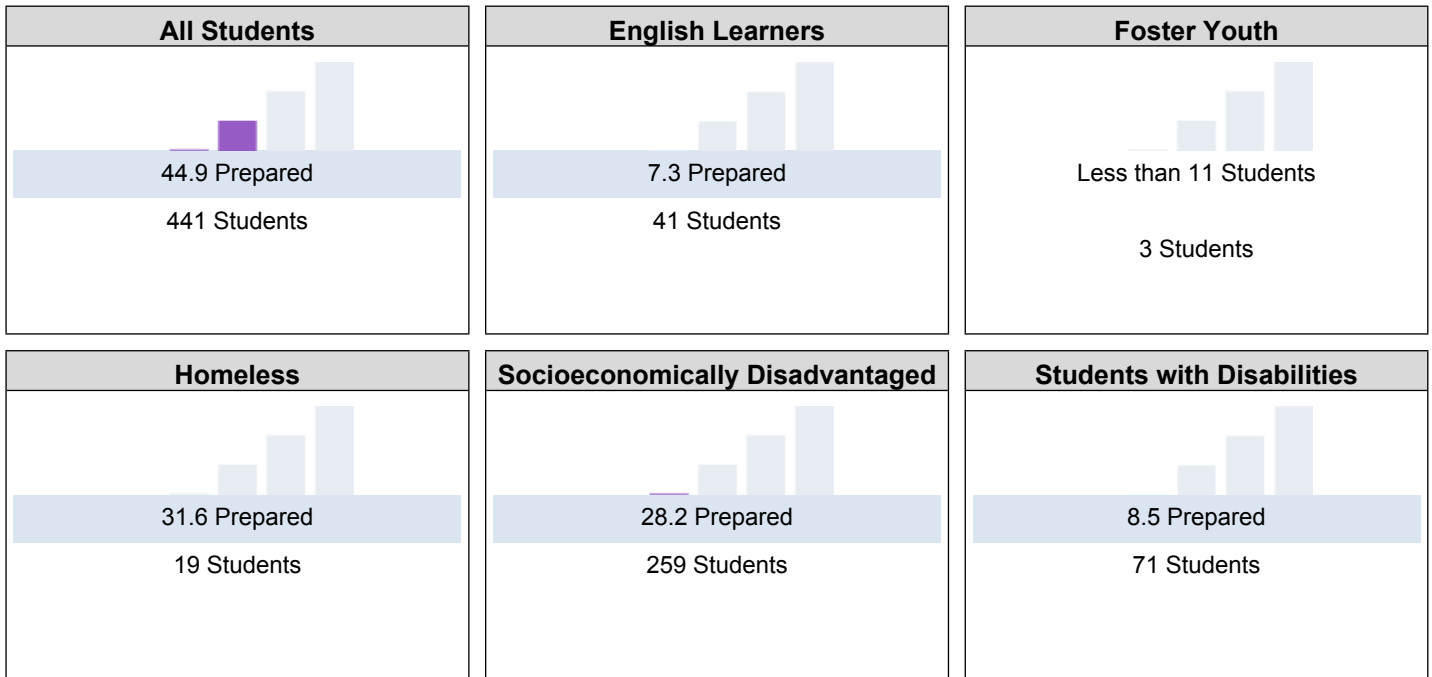 All Students
44.9 Prepared
441 Students
English Learners
7.3 Prepared
41 Students
Foster Youth
Less than 11 Students
3 Students
Homeless
31.6 Prepared
19 Students
Socioeconomically Disadvantaged
28.2 Prepared
259 Students
Students with Disabilities
8.5 Prepared
71 Students